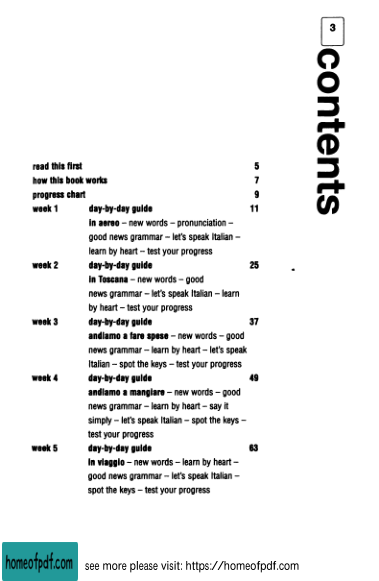 3
contents
read this first 5
how this book works 7
progress chart 9
week 1 day-by-day guide 11
in aereo – new words – pronunciation –
good news grammar – let's speak Italian –
learn by heart – test your progress
week 2 day-by-day guide 25
in Toscana – new words – good
news grammar – let's speak Italian – learn
by heart – test your progress
week 3 day-by-day guide 37
andiamo a fare spese – new words – good
news grammar – learn by heart – let's speak
Italian – spot the keys – test your progress
week 4 day-by-day guide 49
andiamo a mangiare – new words – good
news grammar – learn by heart – say it
simply – let's speak Italian – spot the keys –
test your progress
week 5 day-by-day guide 63
in viaggio – new words – learn by heart –
good news grammar – let's speak Italian –
spot the keys – test your progress
homeofpdf.com see more please visit: https://homeofpdf.com